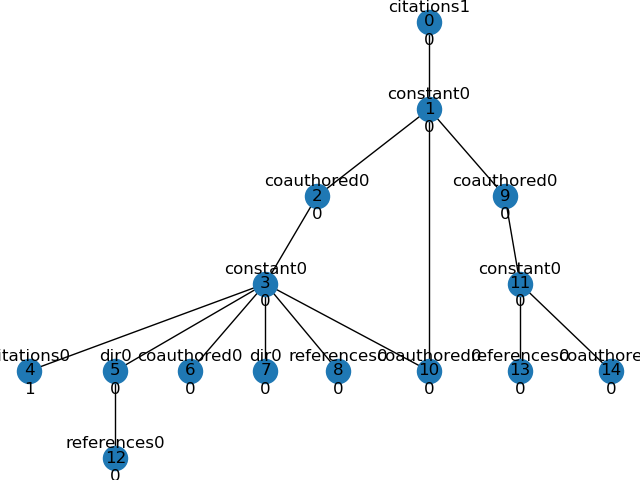 citations1
0
0
constant0
1
0
coauthored0 coauthored0
2 9
0 0
constant0 constant0
3 11
0 0
itations0 dir0 coauthored0 dir0 references0 coauthored0 references0 coauthore
4 5 6 7 8 10 13 14
1 0 0 0 0 0 0 0
references0
12
0